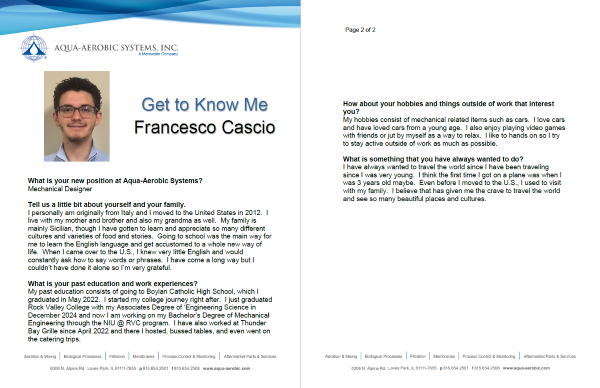 AQUA-AEROBIC SYSTEMS, INC.
A Metawater Company
Get to Know Me
Francesco Cascio
What is your new position at Aqua-Aerobic Systems?
Mechanical Designer
Tell us a little bit about yourself and your family.
I personally am originally from Italy and I moved to the United States in 2012. I
live with my mother and brother and also my grandma as well. My family is
mainly Sicilian, though I have gotten to learn and appreciate so many different
cultures and varieties of food and stories. Going to school was the main way for
me to learn the English language and get accustomed to a whole new way of
life. When I came over to the U.S., I knew very little English and would
constantly ask how to say words or phrases. I have come a long way but I
couldn't have done it alone so I'm very grateful.
What is your past education and work experiences?
My past education consists of going to Boylan Catholic High School, which I
graduated in May 2022. I started my college journey right after. I just graduated
Rock Valley College with my Associates Degree of 'Engineering Science in
December 2024 and now I am working on my Bachelor's Degree of Mechanical
Engineering through the NIU @ RVC program. I have also worked at Thunder
Bay Grille since April 2022 and there I hosted, bussed tables, and even went on
the catering trips.
Aeration & Mixing | Biological Processes | Filtration | Membranes | Process Control & Monitoring | Aftermarket Parts & Services
6306 N. Alpine Rd. Loves Park, IL 61111-7655 p 815.654.2501 f 815.654.2508 www.aqua-aerobic.com
Page 2 of 2
How about your hobbies and things outside of work that interest
you?
My hobbies consist of mechanical related items such as cars. I love cars
and have loved cars from a young age. I also enjoy playing video games
with friends or jut by myself as a way to relax. I like to hands on so I try
to stay active outside of work as much as possible.
What is something that you have always wanted to do?
I have always wanted to travel the world since I have been traveling
since I was very young. I think the first time I got on a plane was when I
was 3 years old maybe. Even before I moved to the U.S., I used to visit
with my family. I believe that has given me the crave to travel the world
and see so many beautiful places and cultures.
Aeration & Mixing | Biological Processes | Filtration | Membranes | Process Control & Monitoring | Aftermarket Parts & Services
6306 N. Alpine Rd. Loves Park, IL 61111-7655 p 815.654.2501 f 815.654.2508 www.aqua-aerobic.com